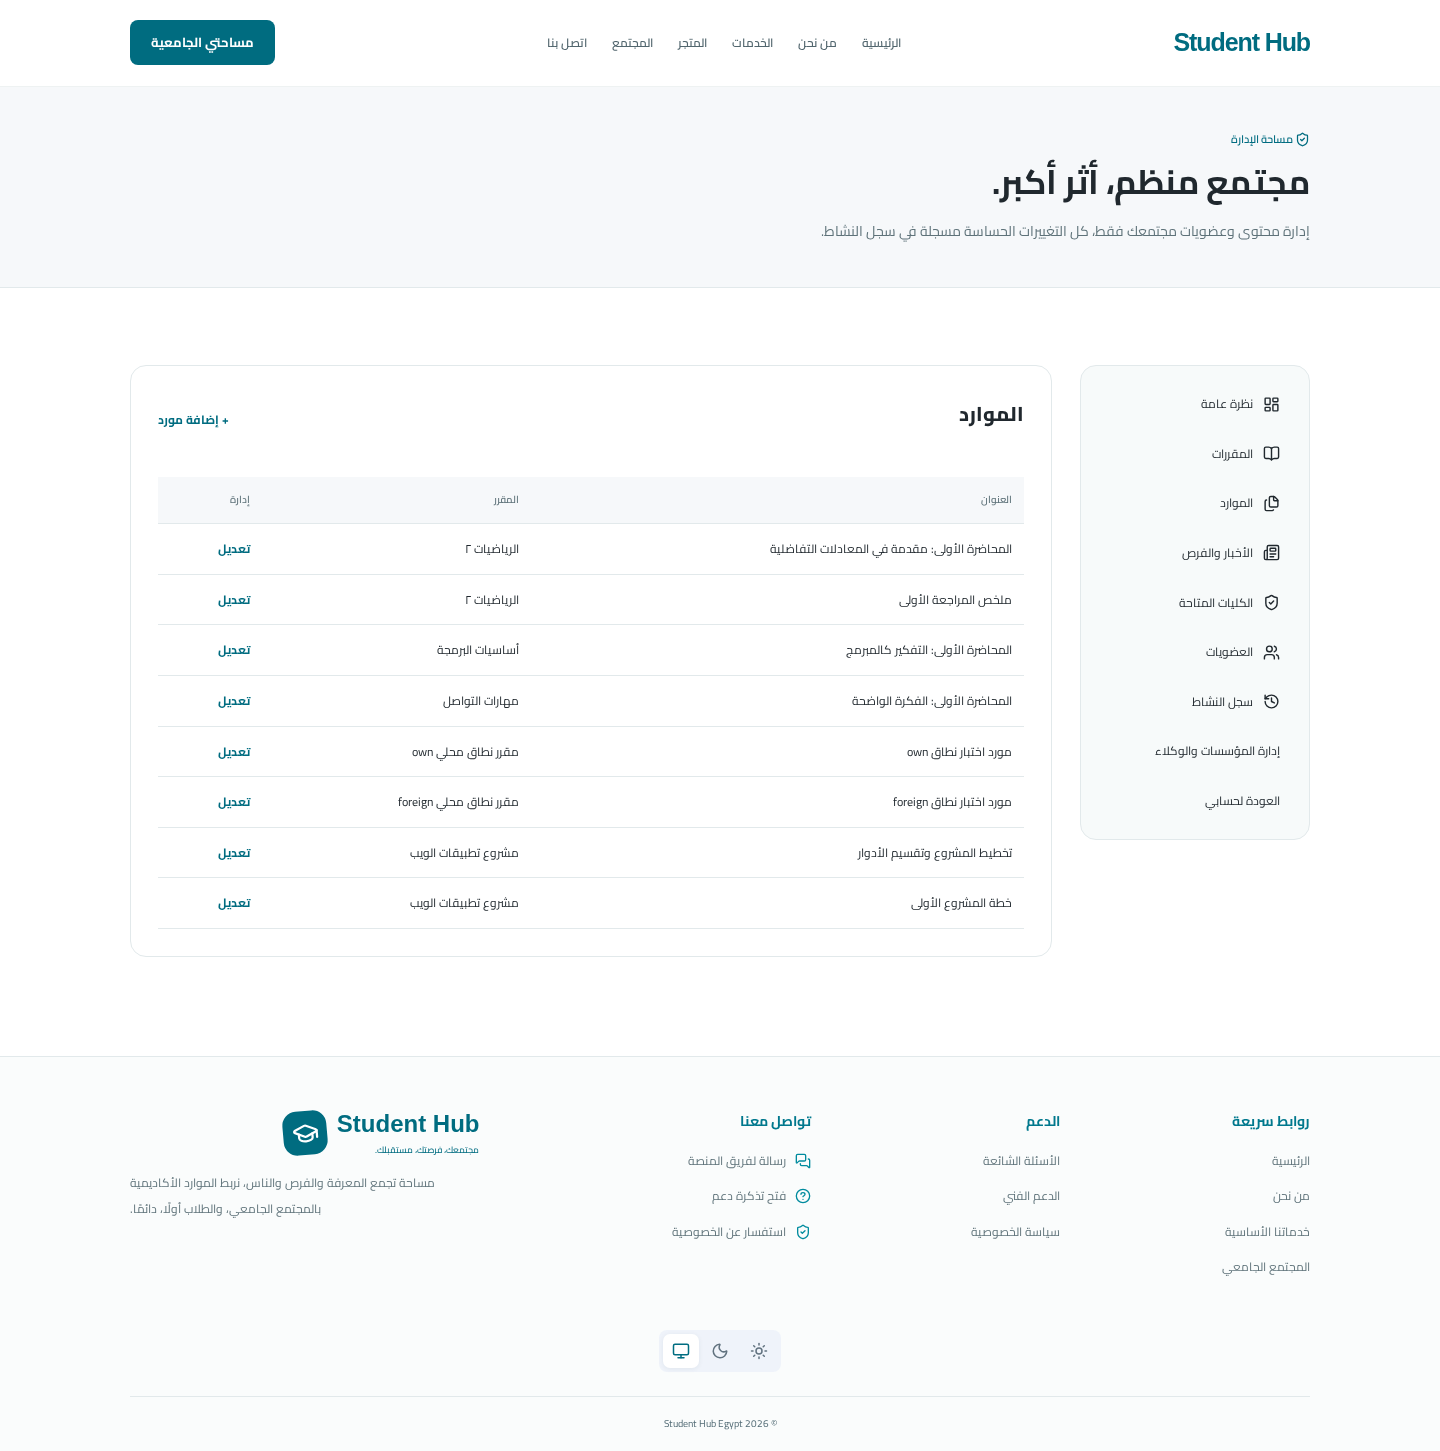 Student Hub
الرئيسية
من نحن
الخدمات
المتجر
المجتمع
اتصل بنا
مساحتي الجامعية
مساحة الإدارة
مجتمع منظم، أثر أكبر.
إدارة محتوى وعضويات مجتمعك فقط، كل التغييرات الحساسة مسجلة في سجل النشاط.
نظرة عامة
المقررات
الموارد
الأخبار والفرص
الكليات المتاحة
العضويات
سجل النشاط
إدارة المؤسسات والوكلاء
العودة لحسابي
الموارد
+ إضافة مورد
العنوان المقرر إدارة
المحاضرة الأولى: مقدمة في المعادلات التفاضلية الرياضيات ٢ تعديل
ملخص المراجعة الأولى الرياضيات ٢ تعديل
المحاضرة الأولى: التفكير كالمبرمج أساسيات البرمجة تعديل
المحاضرة الأولى: الفكرة الواضحة مهارات التواصل تعديل
مورد اختبار نطاق own مقرر نطاق محلي own تعديل
مورد اختبار نطاق foreign مقرر نطاق محلي foreign تعديل
تخطيط المشروع وتقسيم الأدوار مشروع تطبيقات الويب تعديل
خطة المشروع الأولى مشروع تطبيقات الويب تعديل
روابط سريعة
الرئيسية
من نحن
خدماتنا الأساسية
المجتمع الجامعي
الدعم
الأسئلة الشائعة
الدعم الفني
سياسة الخصوصية
تواصل معنا
رسالة لفريق المنصة
فتح تذكرة دعم
استفسار عن الخصوصية
Student Hub
مجتمعك، فرصتك، مستقبلك.
مساحة تجمع المعرفة والفرص والناس، نربط الموارد الأكاديمية
بالمجتمع الجامعي، والطلاب أولًا، دائمًا.
© 2026 Student Hub Egypt